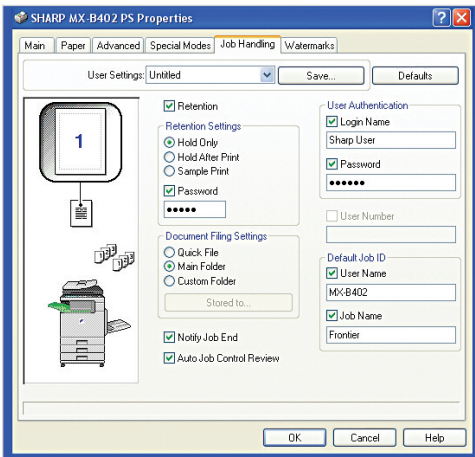 SHARP MX-B402 PS Properties
Main Paper Advanced Special Modes Job Handling Watermarks
User Settings: Untitled Save... Defaults
1
Retention
Retention Settings
Hold Only
Hold After Print
Sample Print
Password
•••••
Document Filing Settings
Quick File
Main Folder
Custom Folder
Stored to...
Notify Job End
Auto Job Control Review
User Authentication
Login Name
Sharp User
Password
••••••
User Number
Default Job ID
User Name
MX-B402
Job Name
Frontier
OK Cancel Help